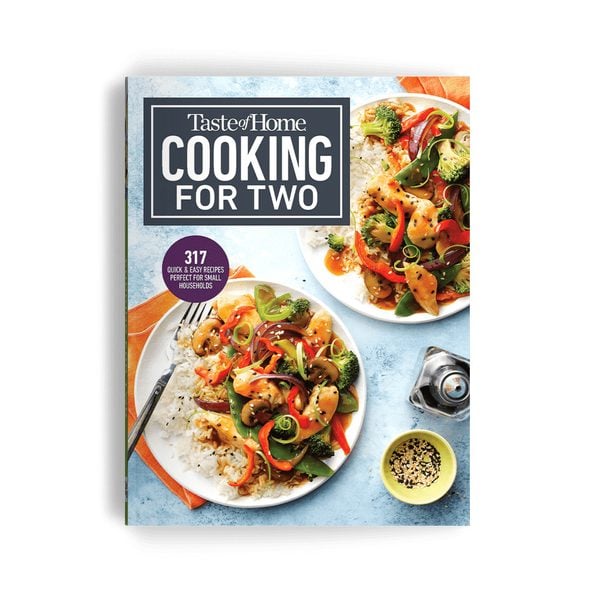 Taste of Home
COOKING
FOR TWO
317
QUICK & EASY RECIPES
PERFECT FOR SMALL
HOUSEHOLDS